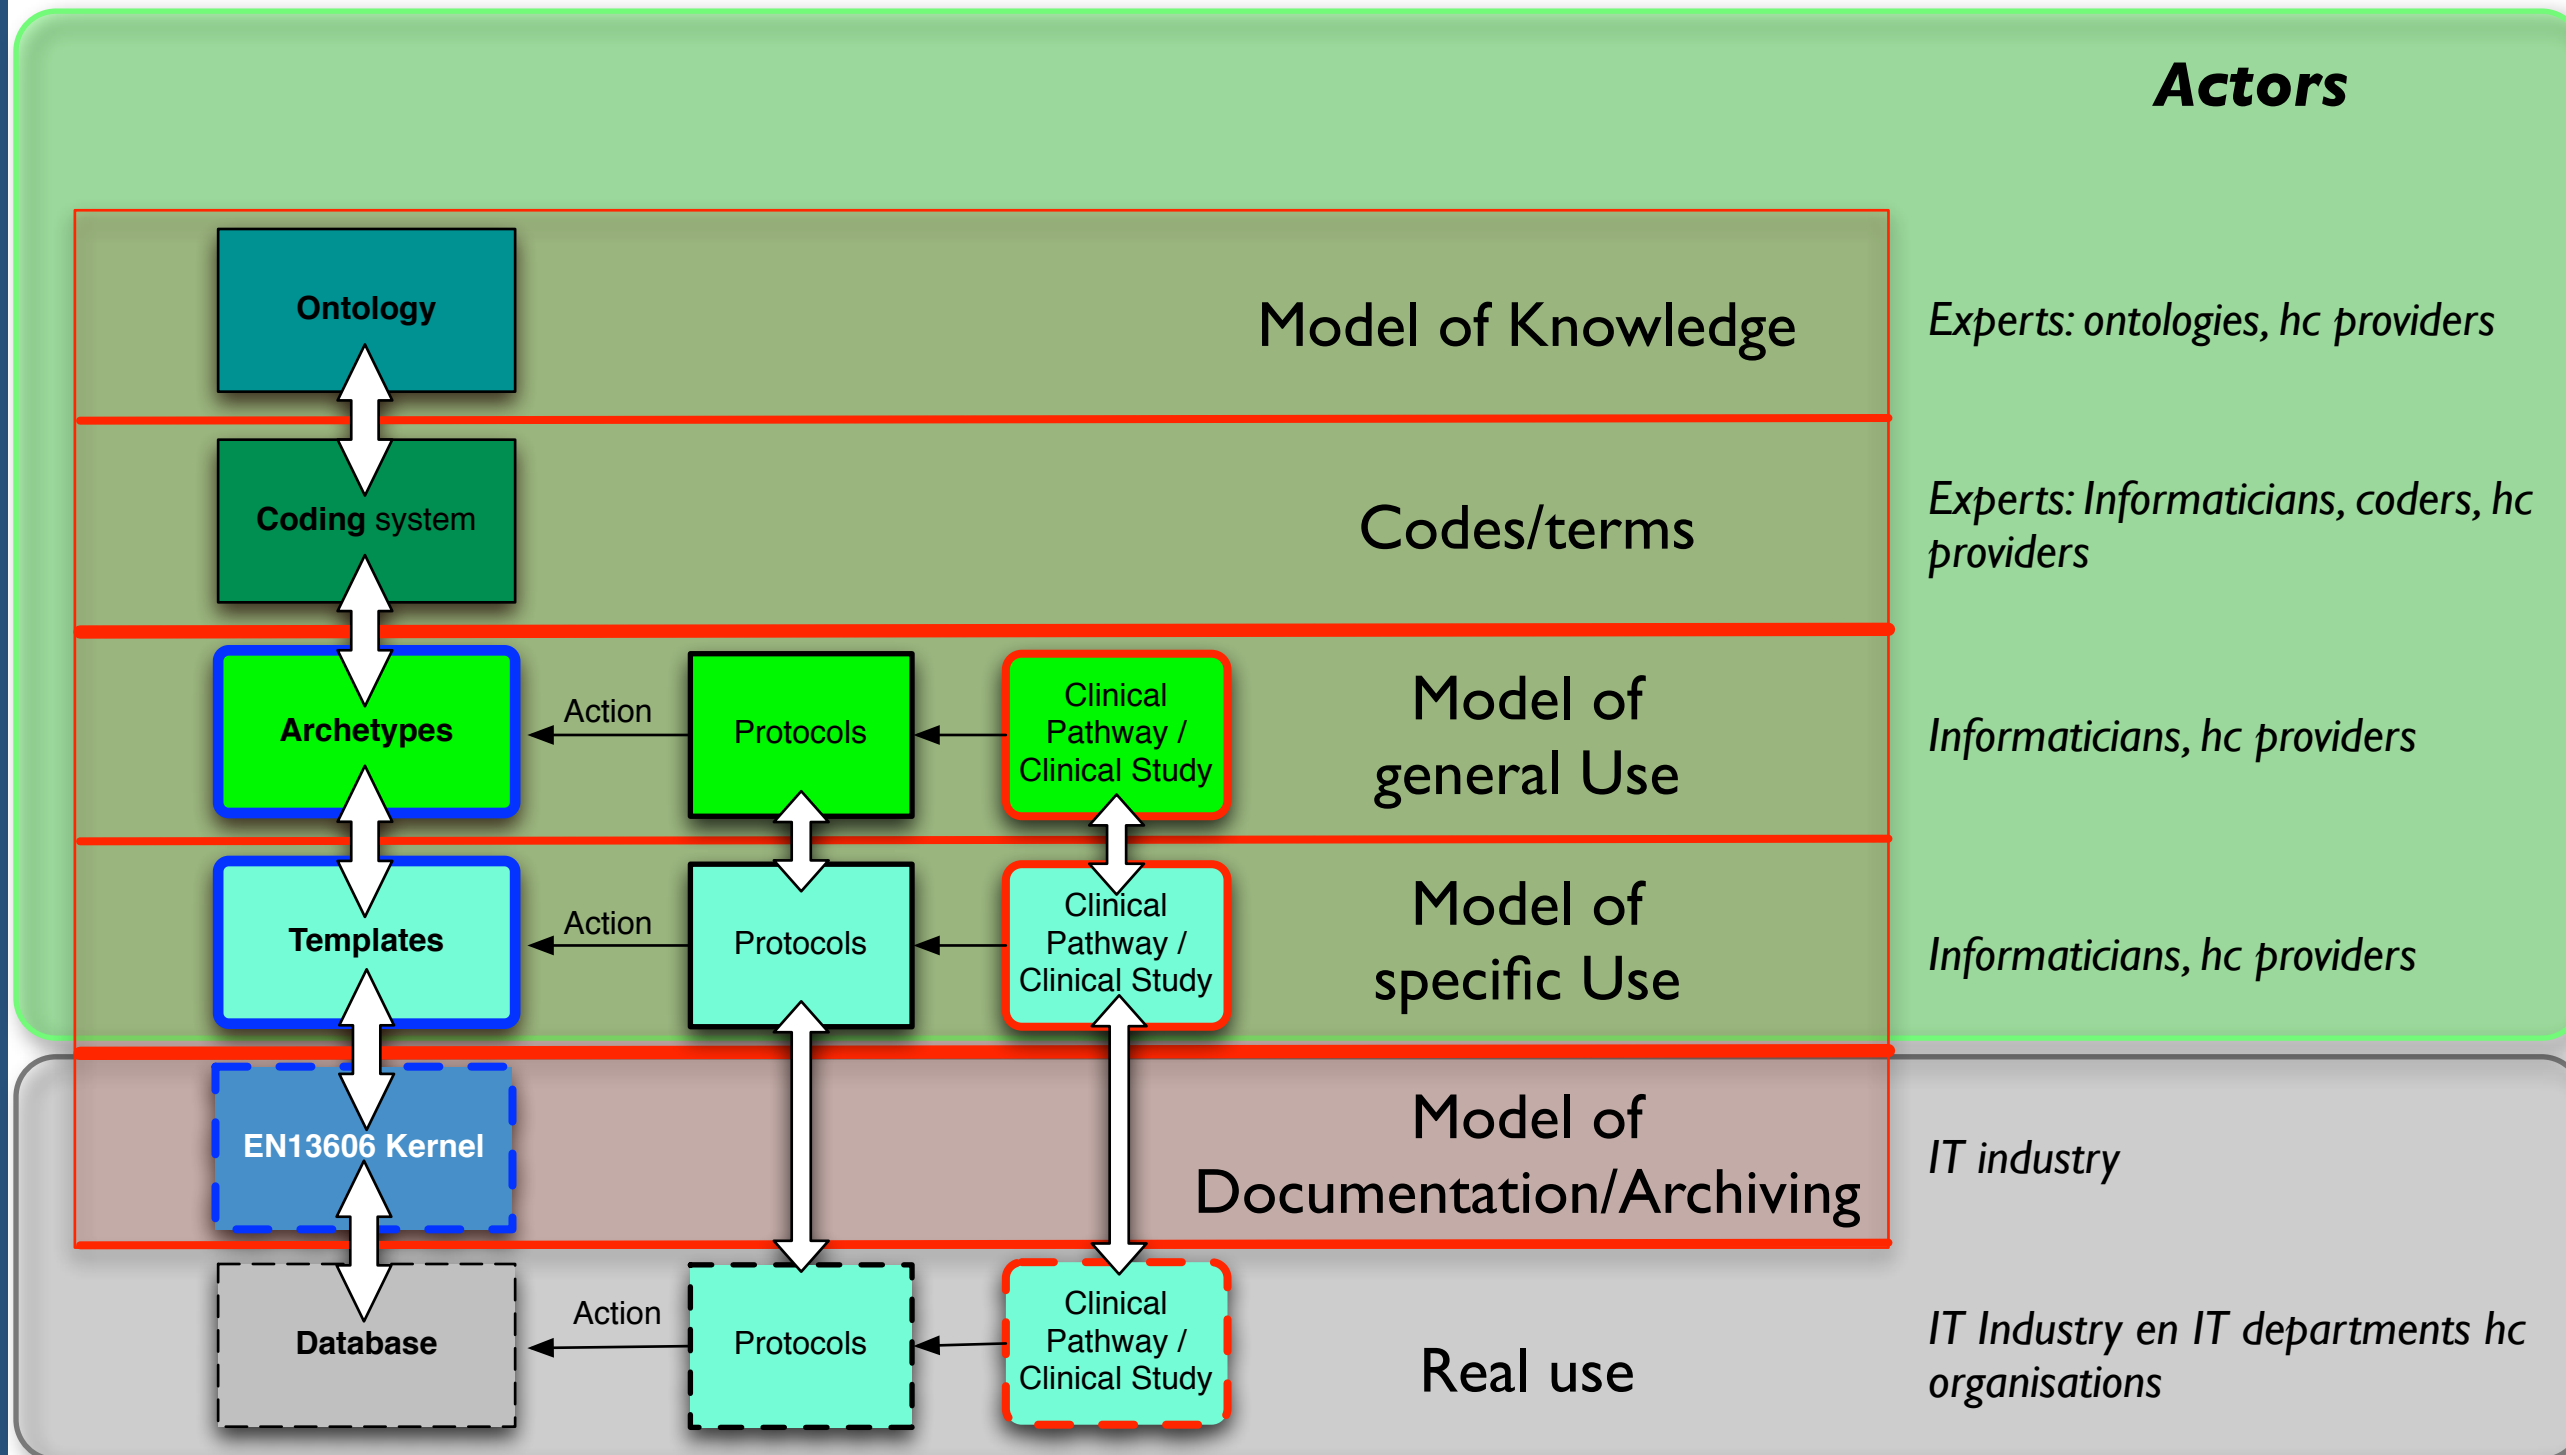 Actors
Ontology
Model of Knowledge
Experts: ontologies, hc providers
Coding system
Codes/terms
Experts: Informaticians, coders, hc
providers
Archetypes
Action
Protocols
Clinical
Pathway /
Clinical Study
Model of
general Use
Informaticians, hc providers
Templates
Action
Protocols
Clinical
Pathway /
Clinical Study
Model of
specific Use
Informaticians, hc providers
EN13606 Kernel
Model of
Documentation/Archiving
IT industry
Database
Action
Protocols
Clinical
Pathway /
Clinical Study
Real use
IT Industry en IT departments hc
organisations